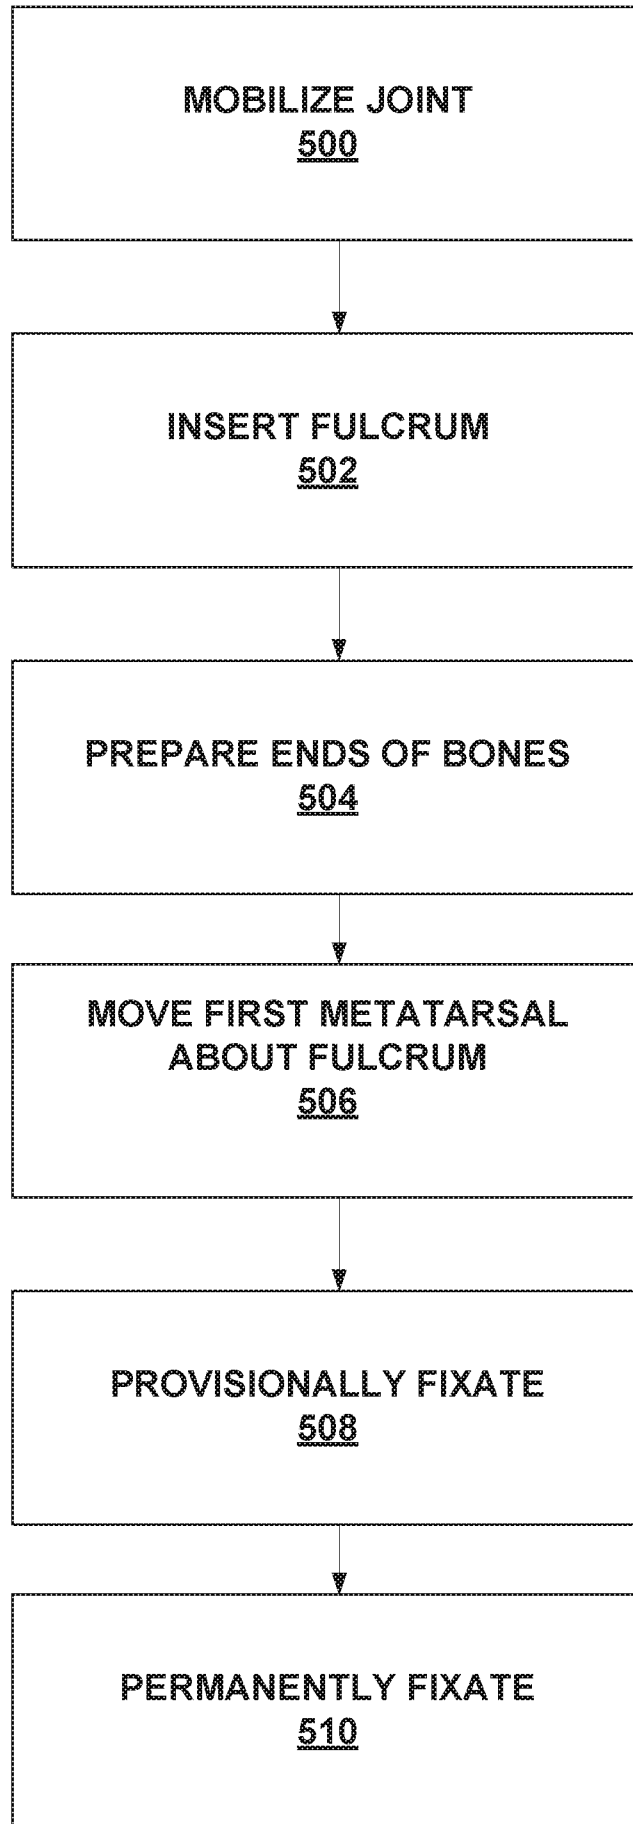 MOBILIZE JOINT
500
INSERT FULCRUM
502
PREPARE ENDS OF BONES
504
MOVE FIRST METATARSAL
ABOUT FULCRUM
506
PROVISIONALLY FIXATE
508
PERMANENTLY FIXATE
510